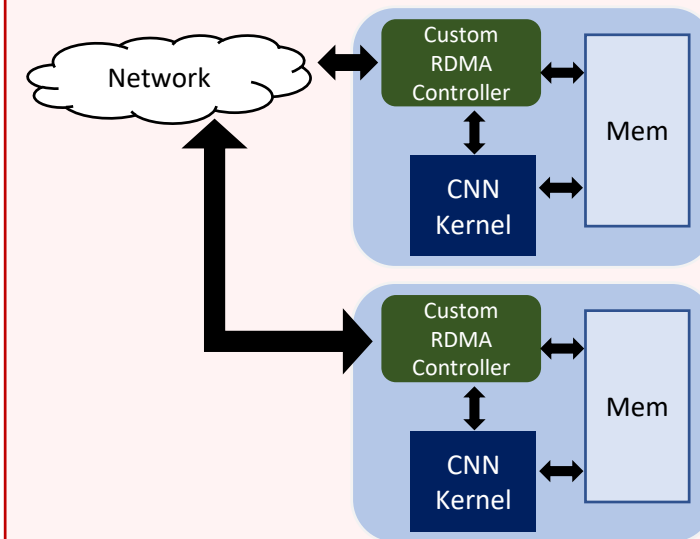 Network
Custom
RDMA
Controller
Mem
CNN
Kernel
Custom
RDMA
Controller
Mem
CNN
Kernel